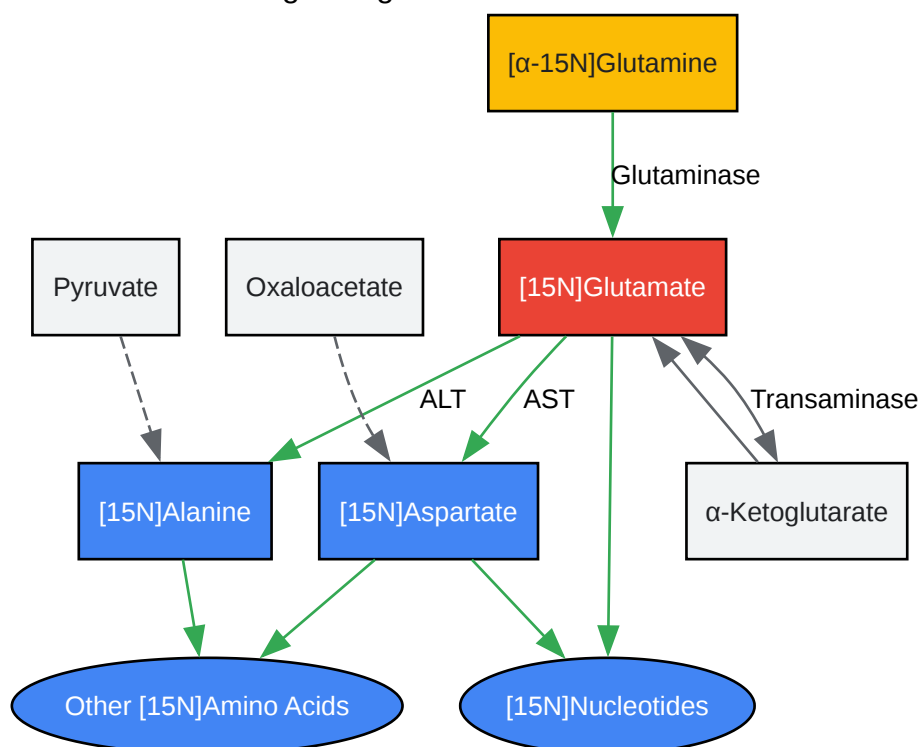 [α-15N]Glutamine
Glutaminase
Pyruvate
Oxaloacetate
[15N]Glutamate
ALT
AST
Transaminase
[15N]Alanine
[15N]Aspartate
α-Ketoglutarate
Other [15N]Amino Acids
[15N]Nucleotides